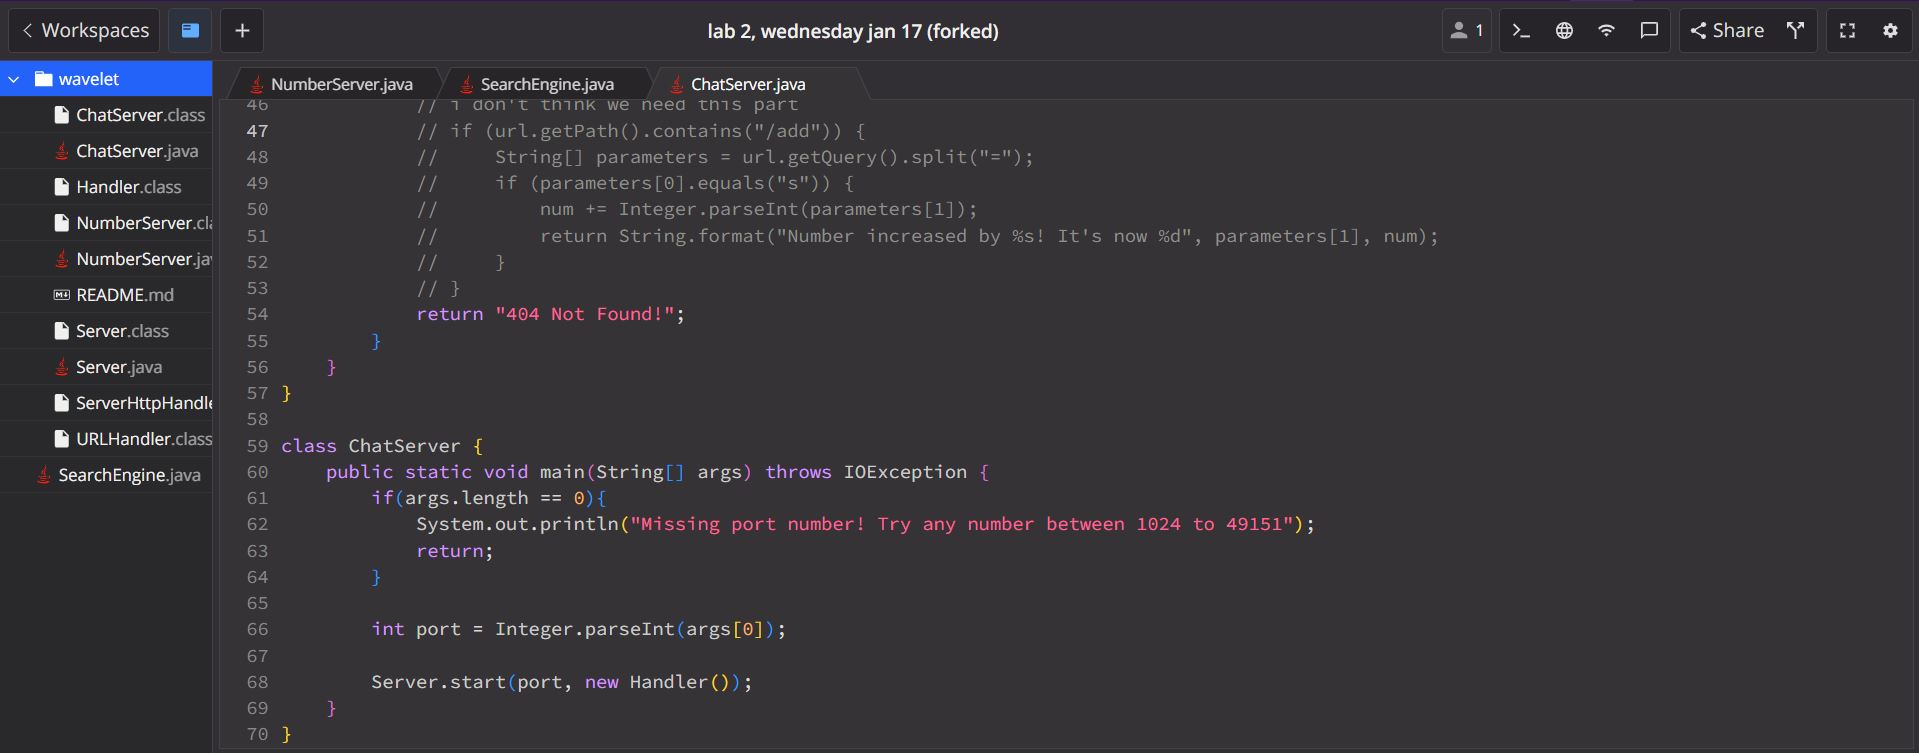 Workspaces
+
lab 2, wednesday jan 17 (forked)
1
Share
wavelet
ChatServer.class
ChatServer.java
Handler.class
NumberServer.cla
NumberServer.jav
README.md
Server.class
Server.java
ServerHttpHandle
URLHandler.class
SearchEngine.java
NumberServer.java
SearchEngine.java
ChatServer.java
46 // i don't think we need this part
47 // if (url.getPath().contains("/add")) {
48 //     String[] parameters = url.getQuery().split("=");
49 //     if (parameters[0].equals("s")) {
50 //         num += Integer.parseInt(parameters[1]);
51 //         return String.format("Number increased by %s! It's now %d", parameters[1], num);
52 //     }
53 // }
54 return "404 Not Found!";
55 }
56 }
57 }
58
59 class ChatServer {
60 public static void main(String[] args) throws IOException {
61 if(args.length == 0){
62 System.out.println("Missing port number! Try any number between 1024 to 49151");
63 return;
64 }
65
66 int port = Integer.parseInt(args[0]);
67
68 Server.start(port, new Handler());
69 }
70 }